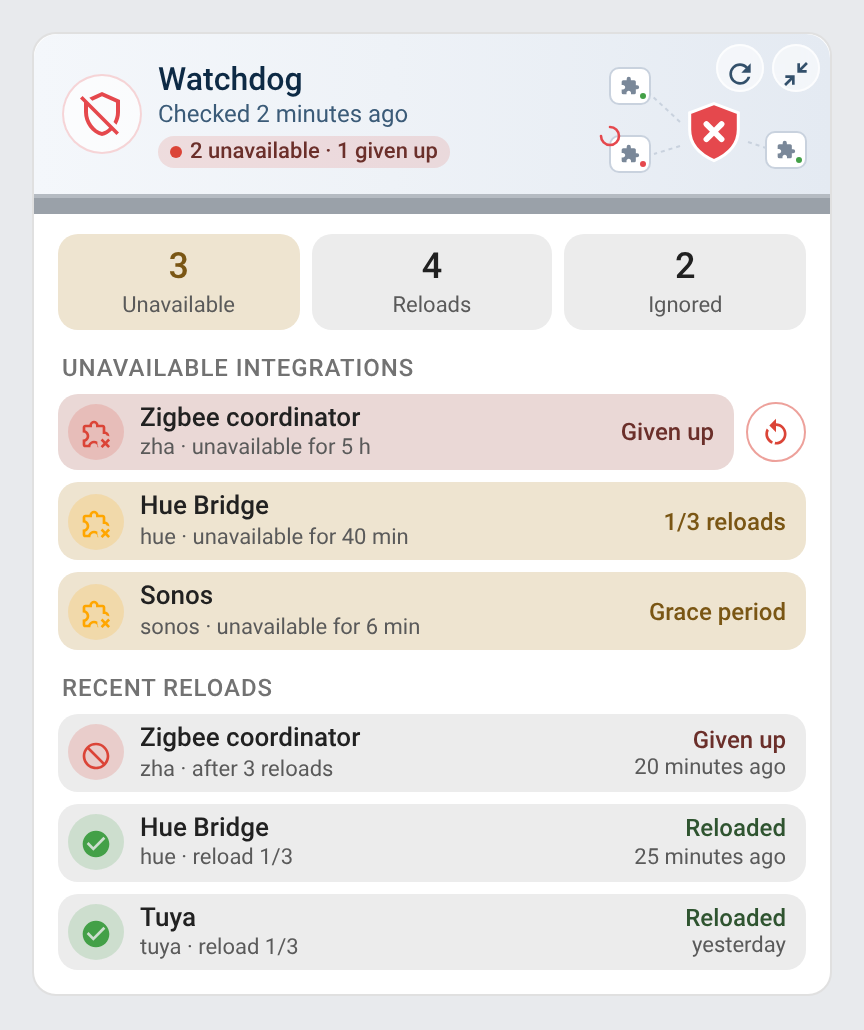 Watchdog
Checked 2 minutes ago
2 unavailable · 1 given up
3
Unavailable
4
Reloads
2
Ignored
UNAVAILABLE INTEGRATIONS
Zigbee coordinator
zha · unavailable for 5 h
Given up
Hue Bridge
hue · unavailable for 40 min
1/3 reloads
Sonos
sonos · unavailable for 6 min
Grace period
RECENT RELOADS
Zigbee coordinator
zha · after 3 reloads
Given up
20 minutes ago
Hue Bridge
hue · reload 1/3
Reloaded
25 minutes ago
Tuya
tuya · reload 1/3
Reloaded
yesterday